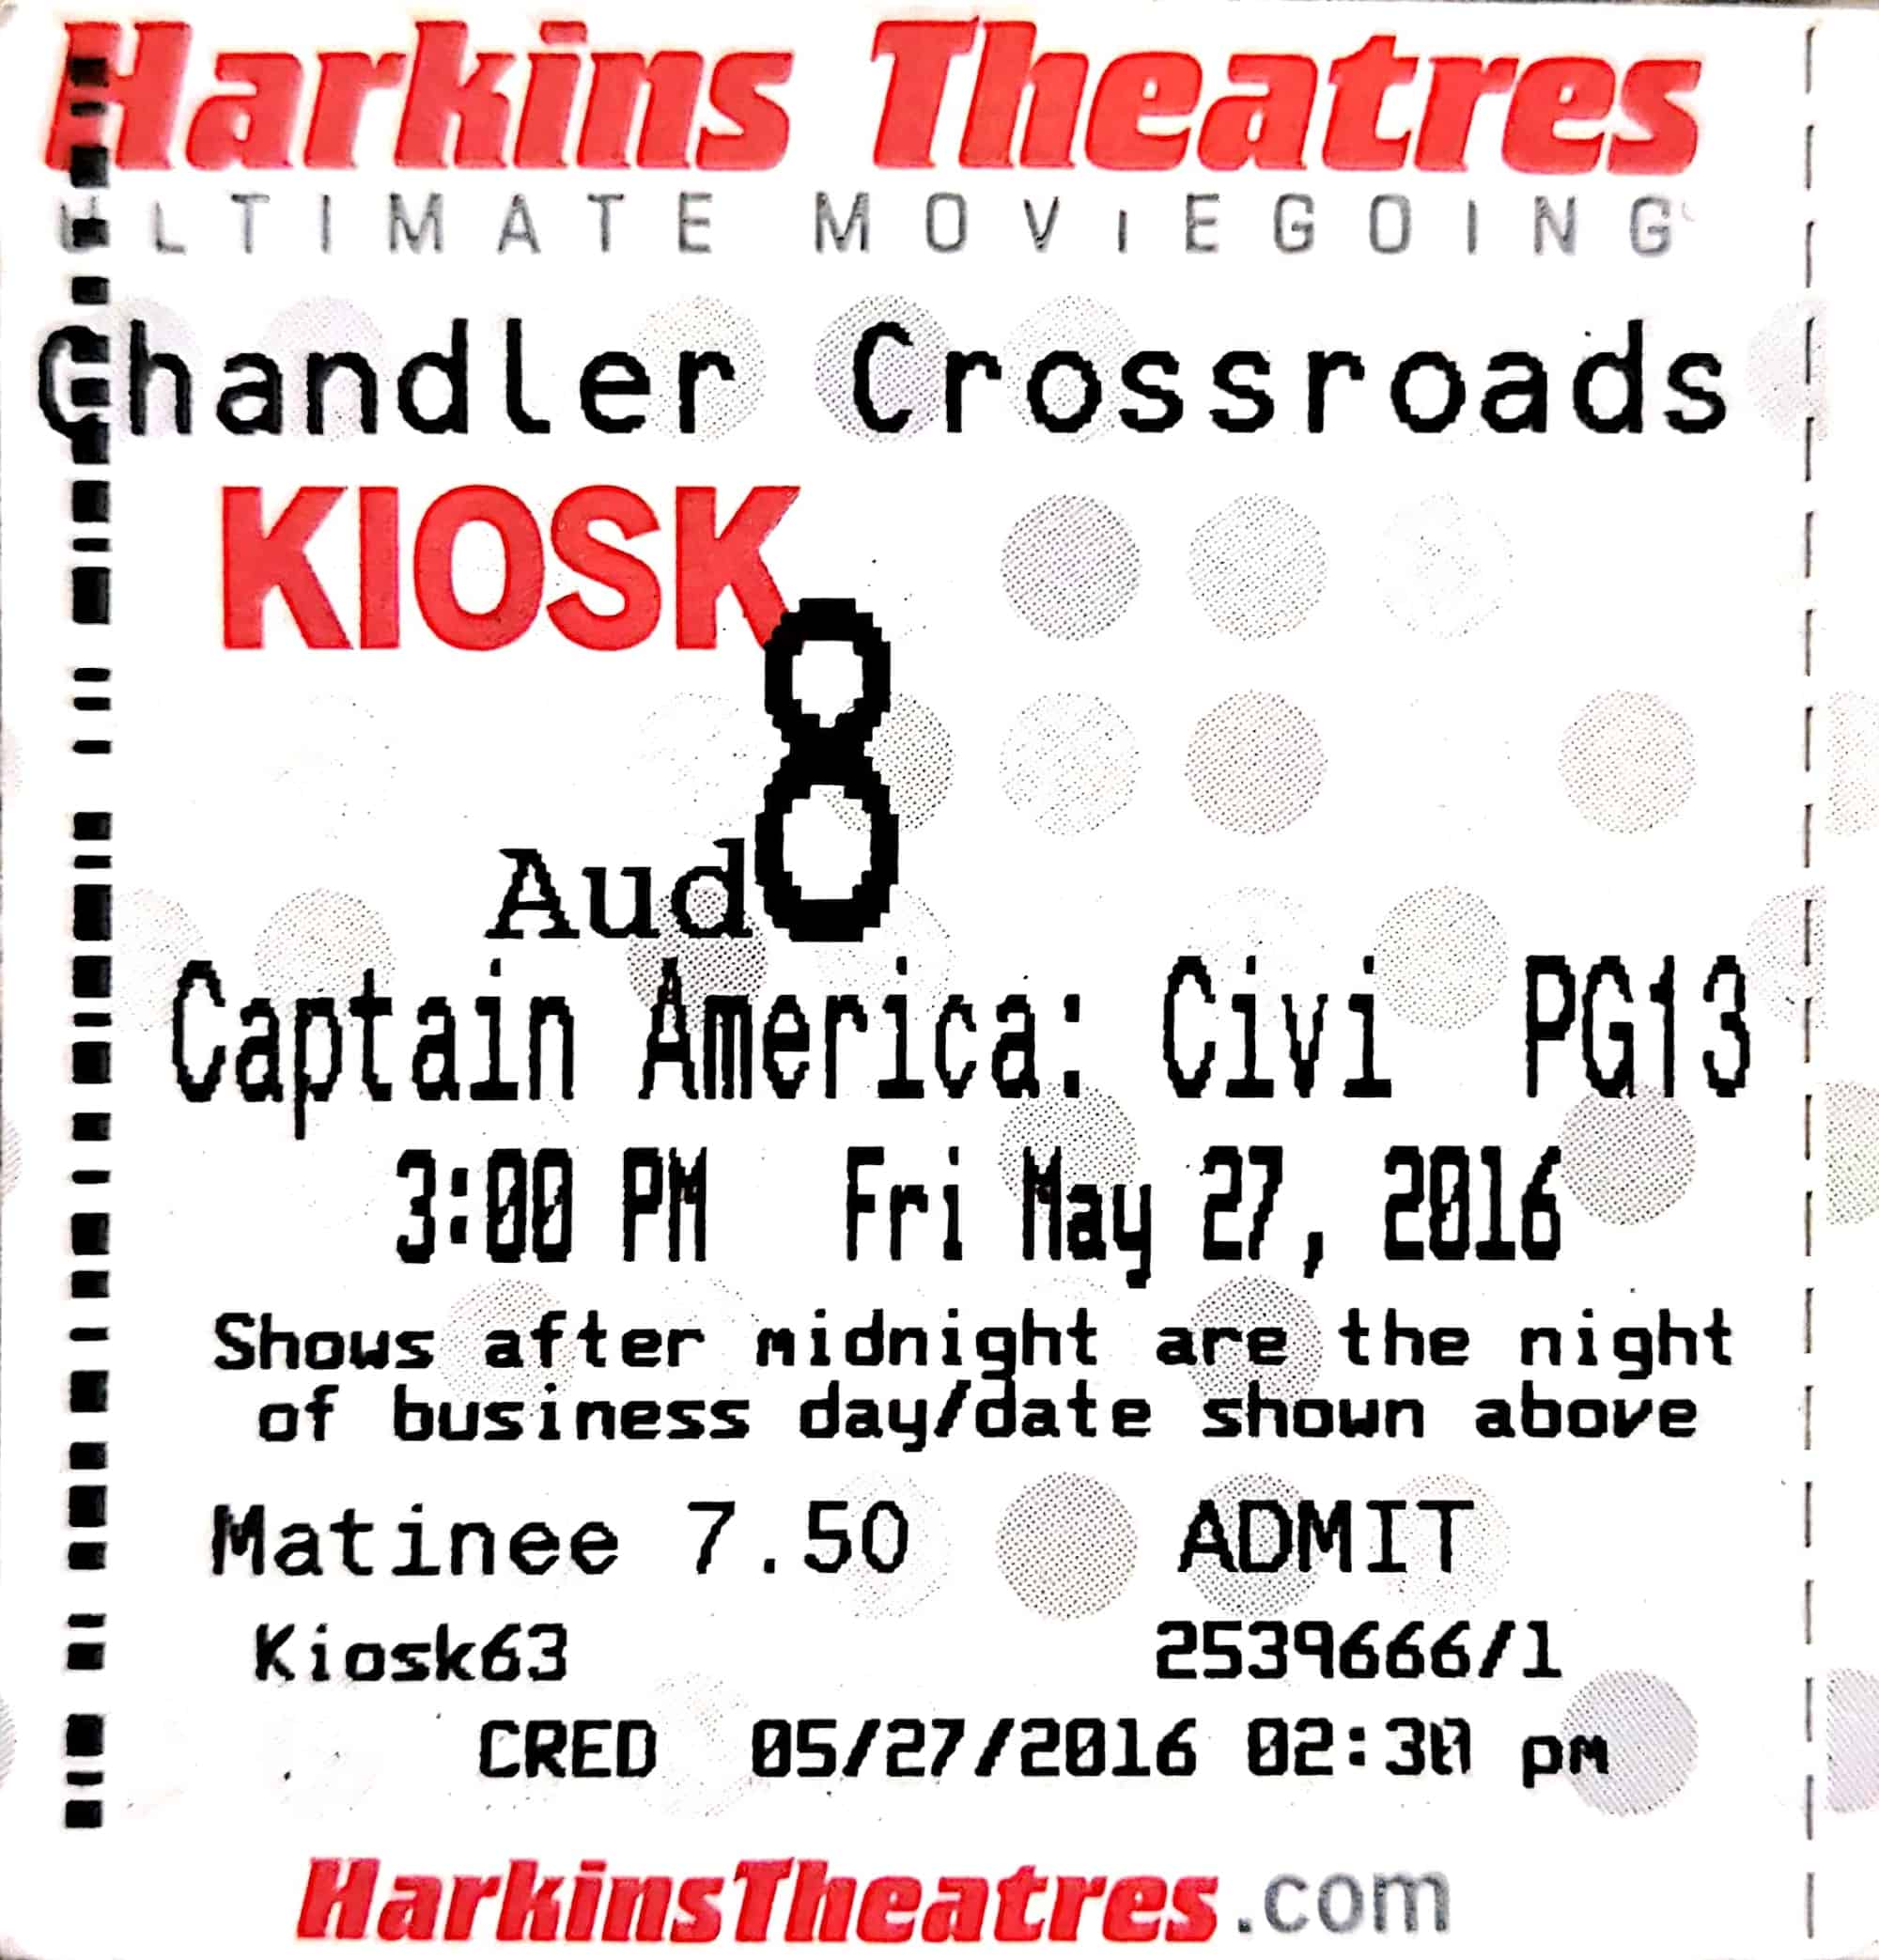 Harkins Theatres
ULTIMATE MOVIEGOING
Chandler Crossroads
KIOSK
Aud 8
Captain America: Civi PG13
3:00 PM Fri May 27, 2016
Shows after midnight are the night
of business day/date shown above
Matinee 7.50 ADMIT
Kiosk63 2539666/1
CRED 05/27/2016 02:30 pm
HarkinsTheatres.com